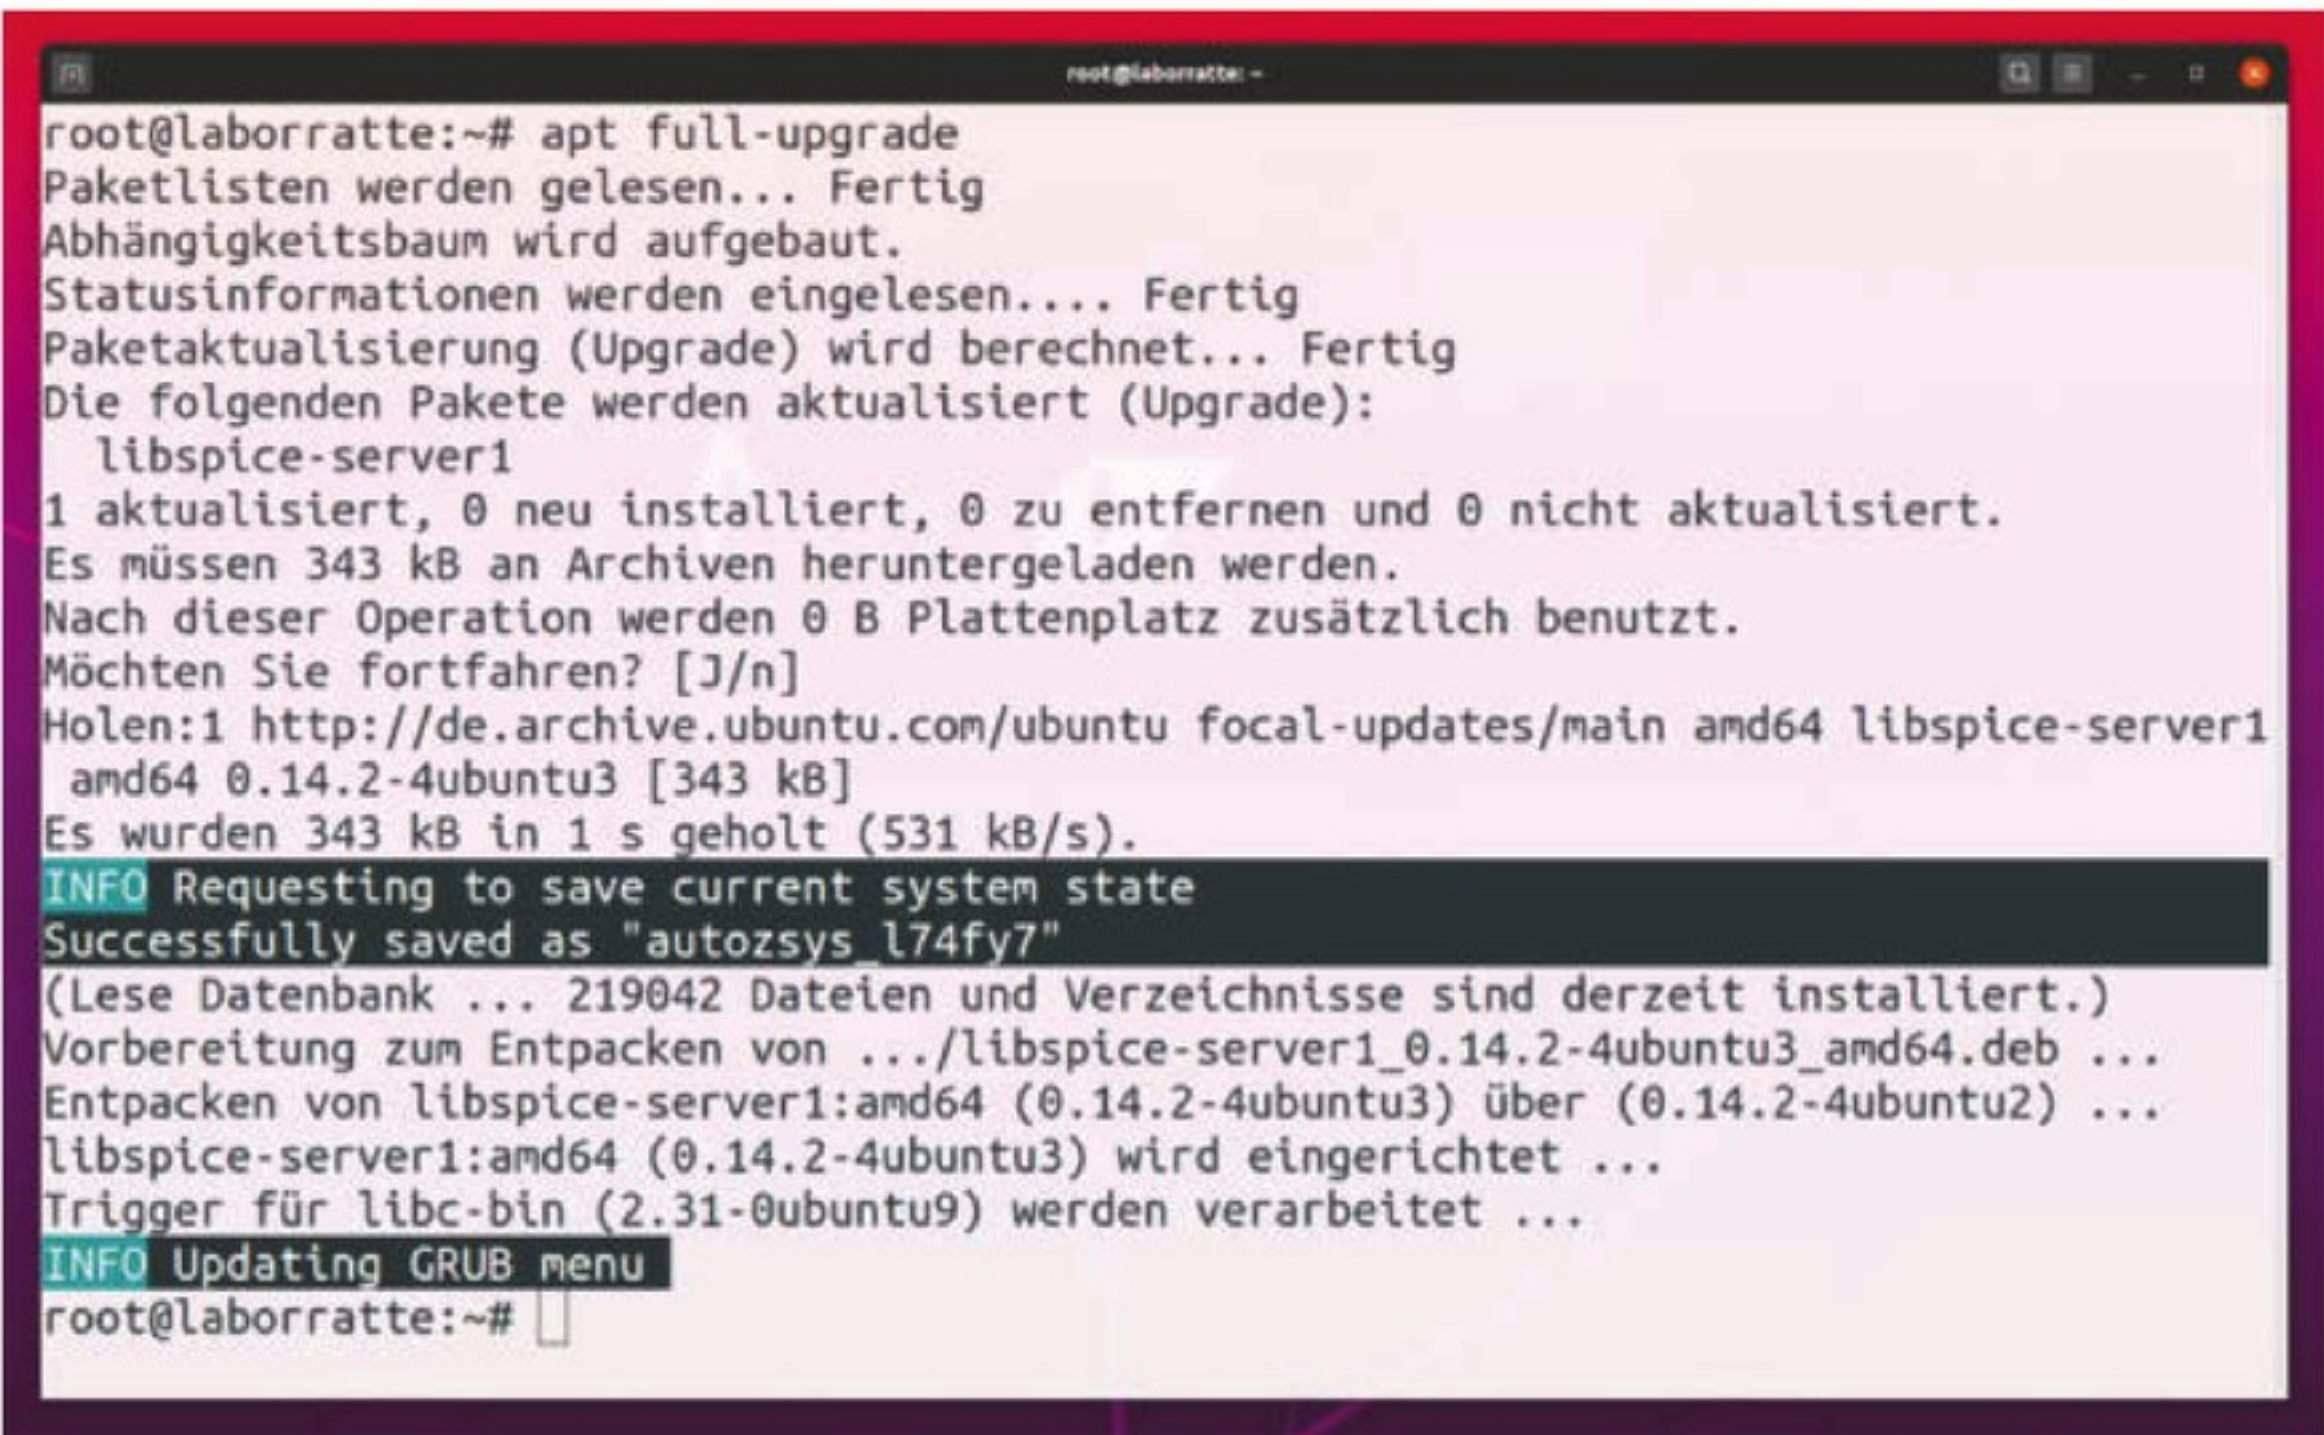 root@laborratte: ~
root@laborratte:~# apt full-upgrade
Paketlisten werden gelesen... Fertig
Abhängigkeitsbaum wird aufgebaut.
Statusinformationen werden eingelesen.... Fertig
Paketaktualisierung (Upgrade) wird berechnet... Fertig
Die folgenden Pakete werden aktualisiert (Upgrade):
libspice-server1
1 aktualisiert, 0 neu installiert, 0 zu entfernen und 0 nicht aktualisiert.
Es müssen 343 kB an Archiven heruntergeladen werden.
Nach dieser Operation werden 0 B Plattenplatz zusätzlich benutzt.
Möchten Sie fortfahren? [J/n]
Holen:1 http://de.archive.ubuntu.com/ubuntu focal-updates/main amd64 libspice-server1
amd64 0.14.2-4ubuntu3 [343 kB]
Es wurden 343 kB in 1 s geholt (531 kB/s).
INFO Requesting to save current system state
Successfully saved as "autozsys_l74fy7"
(Lese Datenbank ... 219042 Dateien und Verzeichnisse sind derzeit installiert.)
Vorbereitung zum Entpacken von .../libspice-server1_0.14.2-4ubuntu3_amd64.deb ...
Entpacken von libspice-server1:amd64 (0.14.2-4ubuntu3) über (0.14.2-4ubuntu2) ...
libspice-server1:amd64 (0.14.2-4ubuntu3) wird eingerichtet ...
Trigger für libc-bin (2.31-0ubuntu9) werden verarbeitet ...
INFO Updating GRUB menu
root@laborratte:~#